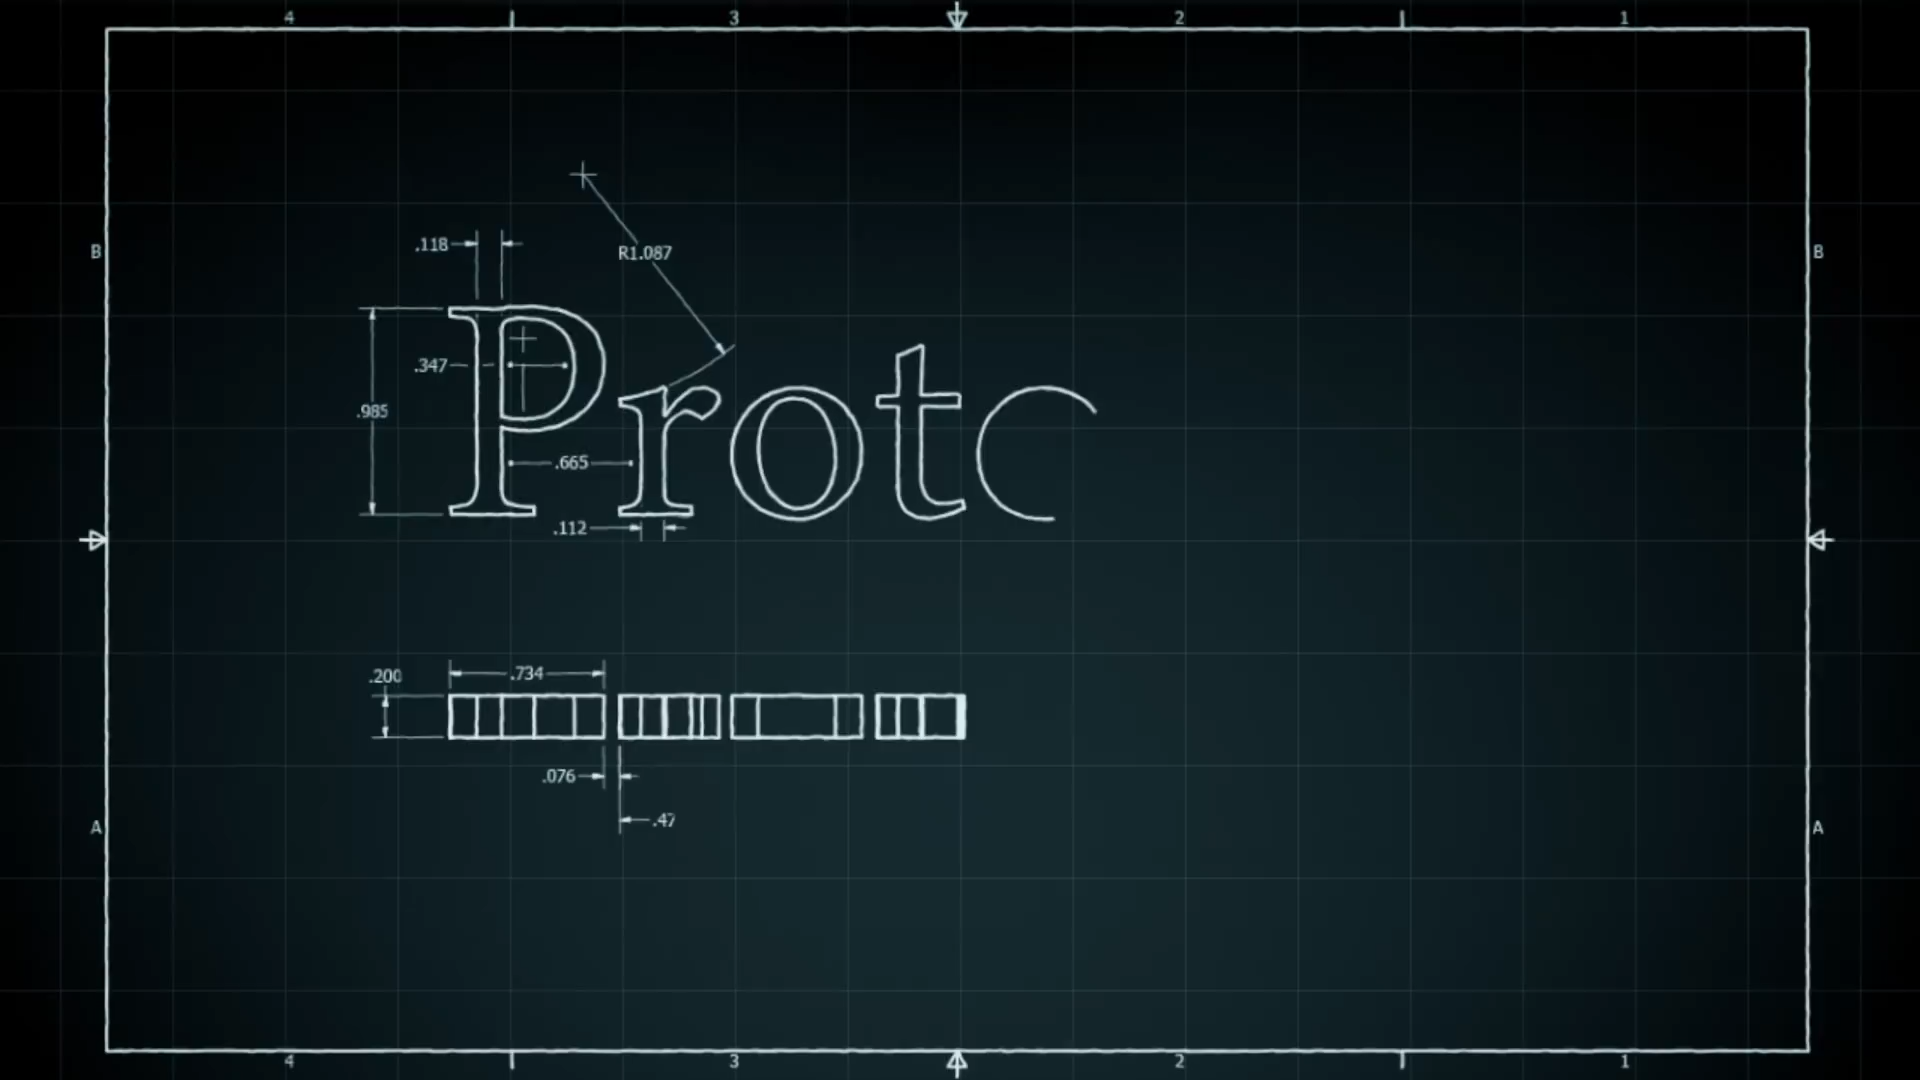 4 3 2 1
.118
R1.087
B B
.347
.985
Prot
.665
.112
.200 .734
.076
.47
A A
4 3 2 1